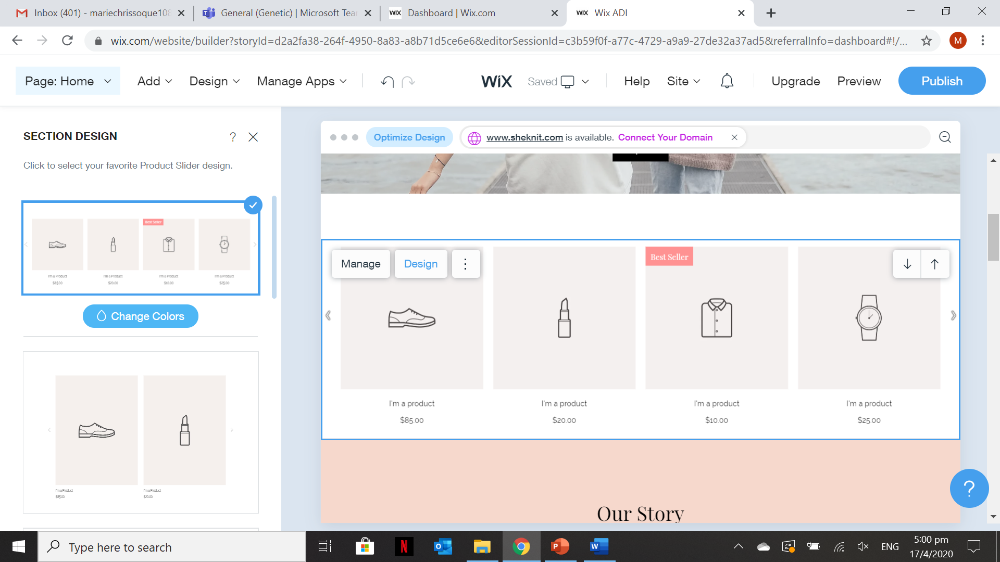 Inbox (401) - mariechrissoque108
General (Genetic) | Microsoft Tea
WIX Dashboard | Wix.com
WIX Wix ADI
wix.com/website/builder?storyId=d2a2fa38-264f-4950-8a83-a8b71d5ce6e6&editorSessionId=c3b59f0f-a77c-4729-a9a9-27de32a37ad5&referralInfo=dashboard#!/...
M
Page: Home
Add
Design
Manage Apps
WiX
Saved
Help
Site
Upgrade
Preview
Publish
SECTION DESIGN
?
Click to select your favorite Product Slider design.
Best Seller
I'm a Product
I'm a Product
I'm a Product
I'm a Product
$85.00
$20.00
$10.00
$25.00
Change Colors
I'm a Product
I'm a Product
$85.00
$20.00
Optimize Design
www.sheknit.com is available. Connect Your Domain
Manage
Design
Best Seller
I'm a product
I'm a product
I'm a product
I'm a product
$85.00
$20.00
$10.00
$25.00
Our Story
?
Type here to search
N
O
P
W
ENG
5:00 pm
17/4/2020